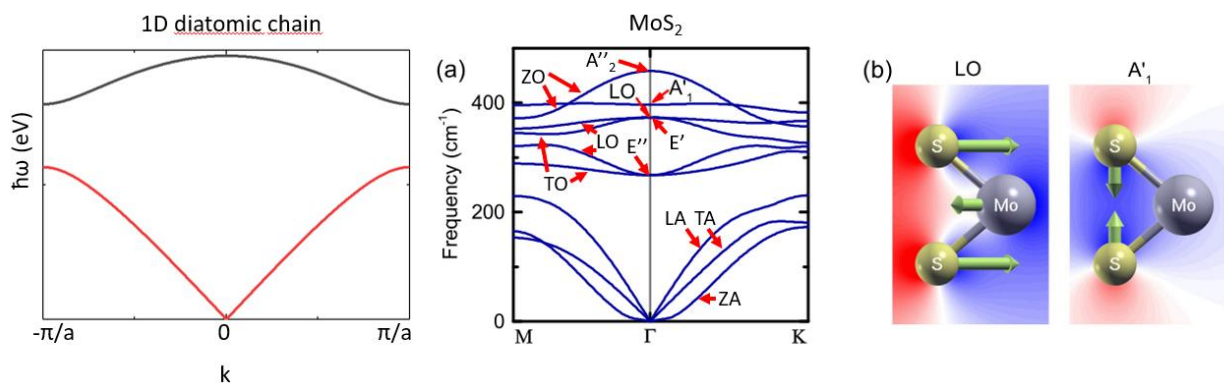 1D diatomic chain
ħω (eV)
-π/a
0
π/a
k
MoS2
(a)
Frequency (cm-1)
400
200
0
M
Γ
K
A''2
ZO
LO
A'1
E''
E'
LO
TO
LA
TA
ZA
(b)
LO
A'1
S
Mo
S
S
Mo
S